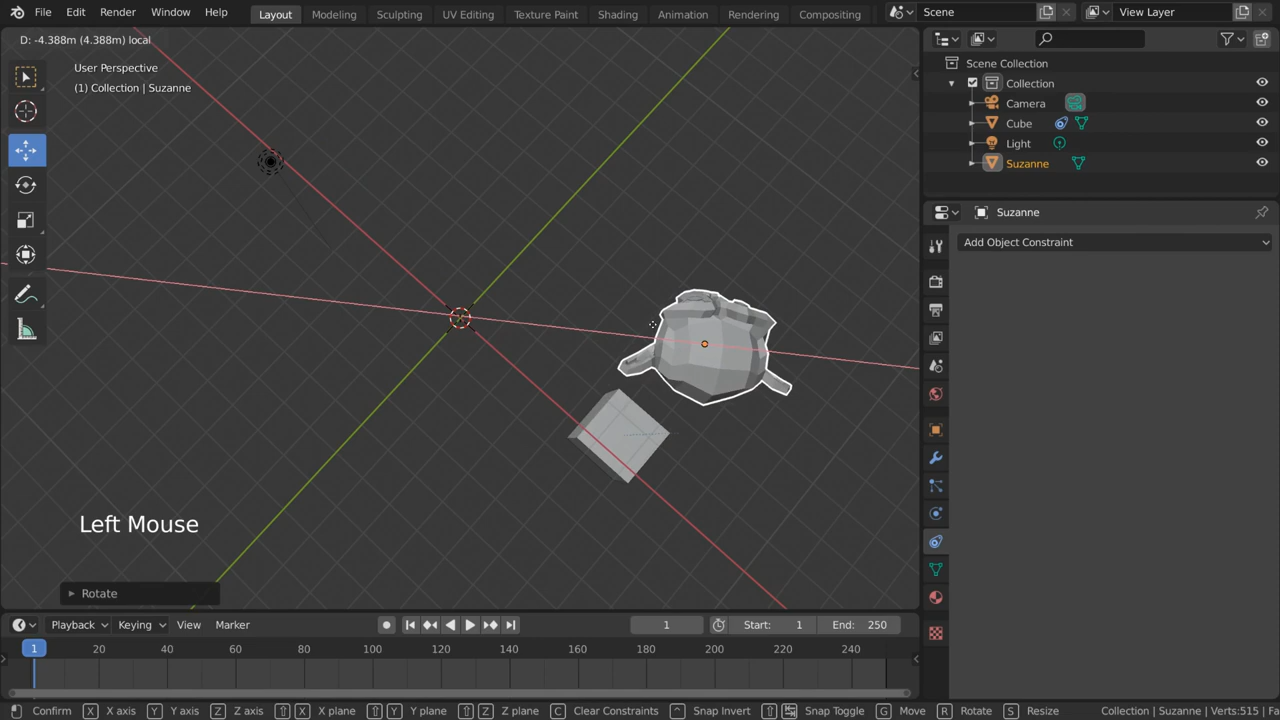 File Edit Render Window Help Layout Modeling Sculpting UV Editing Texture Paint Shading Animation Rendering Compositing Scene View Layer
D: -4.388m (4.388m) local
User Perspective
(1) Collection | Suzanne
Scene Collection
Collection
Camera
Cube
Light
Suzanne
Suzanne
Add Object Constraint
Left Mouse
Rotate
Playback Keying View Marker 1 Start: 1 End: 250
1 20 40 60 80 100 120 140 160 180 200 220 240
Confirm X X axis Y Y axis Z Z axis X X plane Y Y plane Z Z plane C Clear Constraints ^ Snap Invert Snap Toggle G Move R Rotate S Resize Collection | Suzanne | Verts:515 | Fa